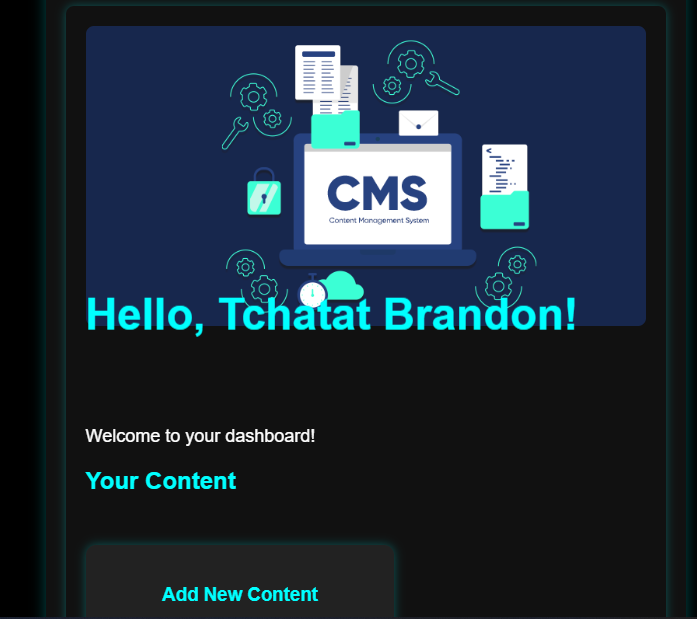 CMS
Content Management System
<
Hello, Tchatat Brandon!
Welcome to your dashboard!
Your Content
Add New Content